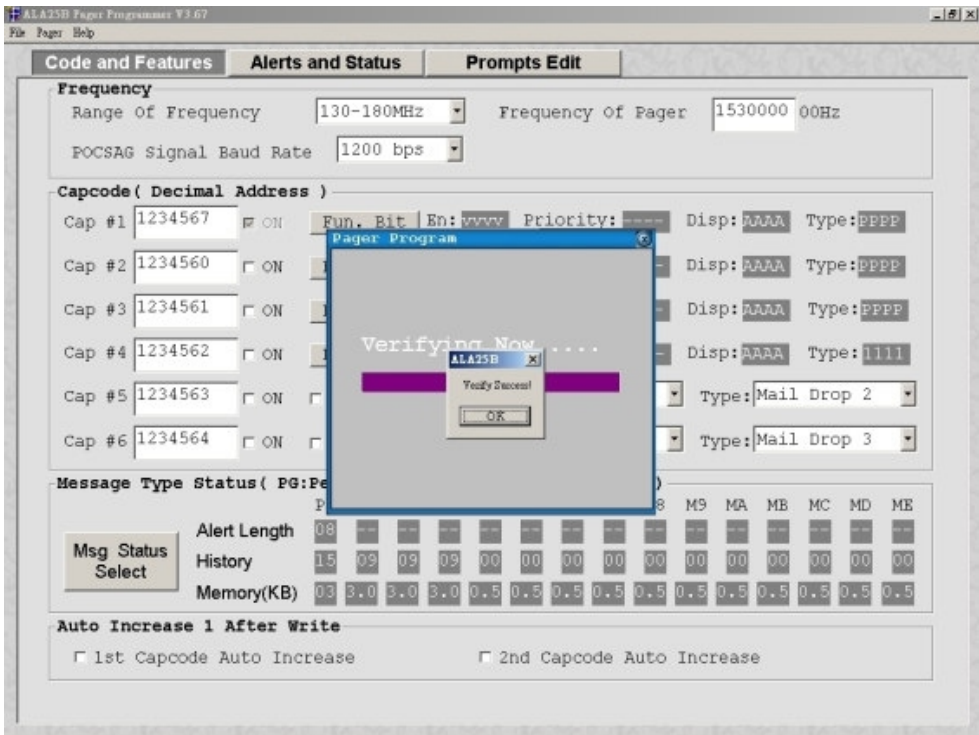 ALA25B Pager Programmer V3.67
File Pager Help
Code and Features Alerts and Status Prompts Edit
Frequency
Range Of Frequency 130-180MHz Frequency Of Pager 1530000 00Hz
POCSAG Signal Baud Rate 1200 bps
Capcode( Decimal Address )
Cap #1 1234567 ON Fun. Bit En: vvvv Priority: ---- Disp: AAAA Type: PPPP
Cap #2 1234560 ON Disp: AAAA Type: PPPP
Cap #3 1234561 ON Disp: AAAA Type: PPPP
Cap #4 1234562 ON Disp: AAAA Type: 1111
Cap #5 1234563 ON Type: Mail Drop 2
Cap #6 1234564 ON Type: Mail Drop 3
Pager Program
Verifying Now ....
ALA25B
Verify Success!
OK
Message Type Status( PG:Pe )
P 8 M9 MA MB MC MD ME
Msg Status Select
Alert Length 08 -- -- -- -- -- -- -- -- -- -- -- -- -- --
History 15 09 09 09 00 00 00 00 00 00 00 00 00 00 00
Memory(KB) 03 3.0 3.0 3.0 0.5 0.5 0.5 0.5 0.5 0.5 0.5 0.5 0.5 0.5 0.5
Auto Increase 1 After Write
1st Capcode Auto Increase 2nd Capcode Auto Increase